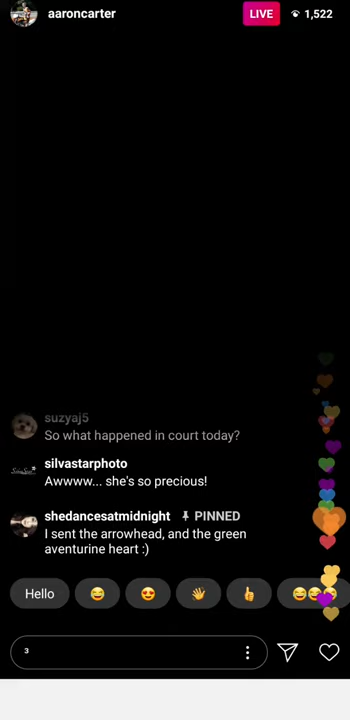 aaroncarter
LIVE
1,522
suzyaj5
So what happened in court today?
silvastarphoto
Awwww... she's so precious!
shedancesatmidnight PINNED
I sent the arrowhead, and the green
aventurine heart :)
Hello
3